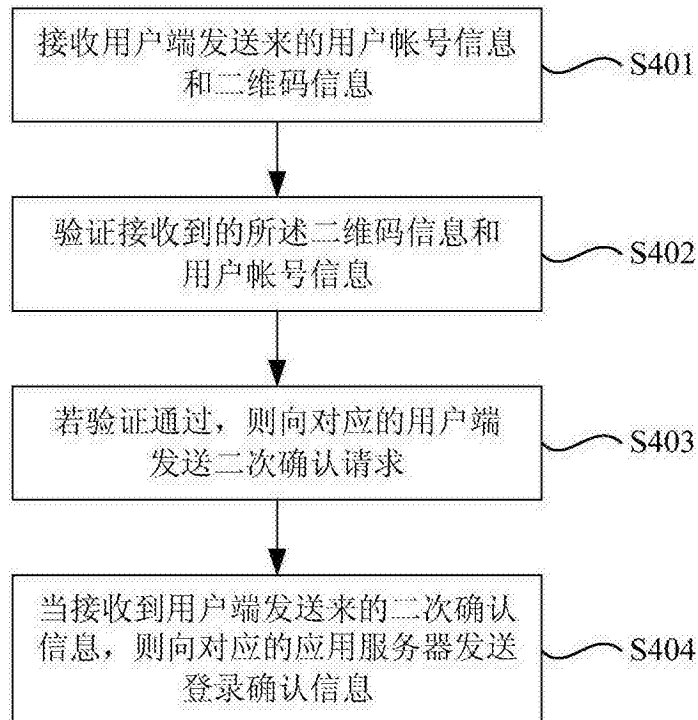 接收用户端发送来的用户帐号信息
和二维码信息
S401
验证接收到的所述二维码信息和
用户帐号信息
S402
若验证通过，则向对应的用户端
发送二次确认请求
S403
当接收到用户端发送来的二次确认
信息，则向对应的应用服务器发送
登录确认信息
S404